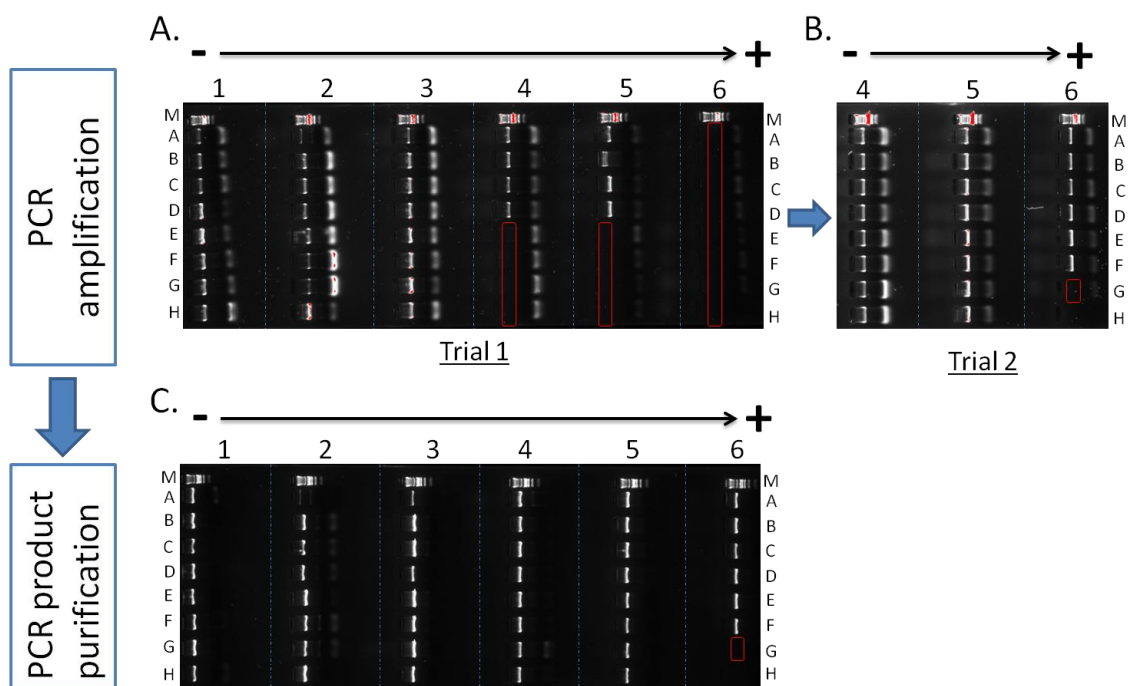 A.
B.
- +
- +
1 2 3 4 5 6
4 5 6
M
A
B
C
D
E
F
G
H
M
A
B
C
D
E
F
G
H
M
A
B
C
D
E
F
G
H
PCR
amplification
Trial 1
Trial 2
C.
- +
1 2 3 4 5 6
M
A
B
C
D
E
F
G
H
M
A
B
C
D
E
F
G
H
PCR product
purification